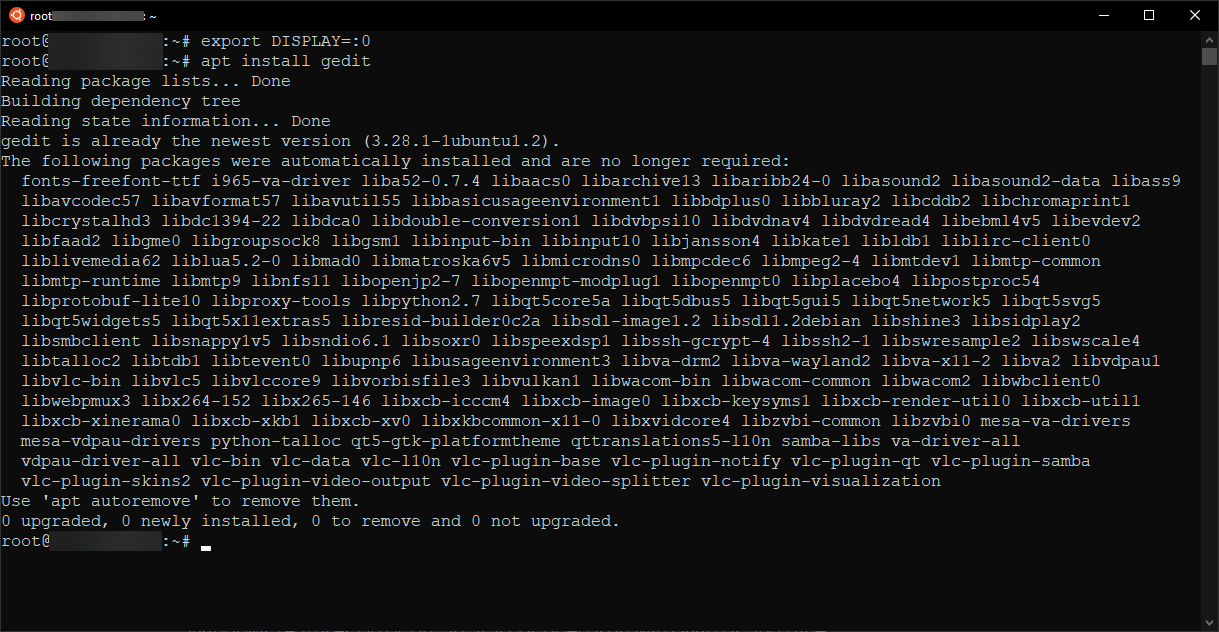 root : ~
root@ :~# export DISPLAY=:0
root@ :~# apt install gedit
Reading package lists... Done
Building dependency tree
Reading state information... Done
gedit is already the newest version (3.28.1-1ubuntu1.2).
The following packages were automatically installed and are no longer required:
  fonts-freefont-ttf i965-va-driver liba52-0.7.4 libaacs0 libarchive13 libaribb24-0 libasound2 libasound2-data libass9
  libavcodec57 libavformat57 libavutil55 libbasicusageenvironment1 libbdplus0 libbluray2 libcddb2 libchromaprint1
  libcrystalhd3 libdc1394-22 libdca0 libdouble-conversion1 libdvbpsi10 libdvdnav4 libdvdread4 libebml4v5 libevdev2
  libfaad2 libgme0 libgroupsock8 libgsm1 libinput-bin libinput10 libjansson4 libkate1 libldb1 liblirc-client0
  liblivemedia62 liblua5.2-0 libmad0 libmatroska6v5 libmicrodns0 libmpcdec6 libmpeg2-4 libmtdev1 libmtp-common
  libmtp-runtime libmtp9 libnfs11 libopenjp2-7 libopenmpt-modplug1 libopenmpt0 libplacebo4 libpostproc54
  libprotobuf-lite10 libproxy-tools libpython2.7 libqt5core5a libqt5dbus5 libqt5gui5 libqt5network5 libqt5svg5
  libqt5widgets5 libqt5x11extras5 libresid-builder0c2a libsdl-image1.2 libsdl1.2debian libshine3 libsidplay2
  libsmbclient libsnappy1v5 libsndio6.1 libsoxr0 libspeexdsp1 libssh-gcrypt-4 libssh2-1 libswresample2 libswscale4
  libtalloc2 libtdb1 libtevent0 libupnp6 libusageenvironment3 libva-drm2 libva-wayland2 libva-x11-2 libva2 libvdpau1
  libvlc-bin libvlc5 libvlccore9 libvorbisfile3 libvulkan1 libwacom-bin libwacom-common libwacom2 libwbclient0
  libwebpmux3 libx264-152 libx265-146 libxcb-icccm4 libxcb-image0 libxcb-keysyms1 libxcb-render-util0 libxcb-util1
  libxcb-xinerama0 libxcb-xkb1 libxcb-xv0 libxkbcommon-x11-0 libxvidcore4 libzvbi-common libzvbi0 mesa-va-drivers
  mesa-vdpau-drivers python-talloc qt5-gtk-platformtheme qttranslations5-l10n samba-libs va-driver-all
  vdpau-driver-all vlc-bin vlc-data vlc-l10n vlc-plugin-base vlc-plugin-notify vlc-plugin-qt vlc-plugin-samba
  vlc-plugin-skins2 vlc-plugin-video-output vlc-plugin-video-splitter vlc-plugin-visualization
Use 'apt autoremove' to remove them.
0 upgraded, 0 newly installed, 0 to remove and 0 not upgraded.
root@ :~#